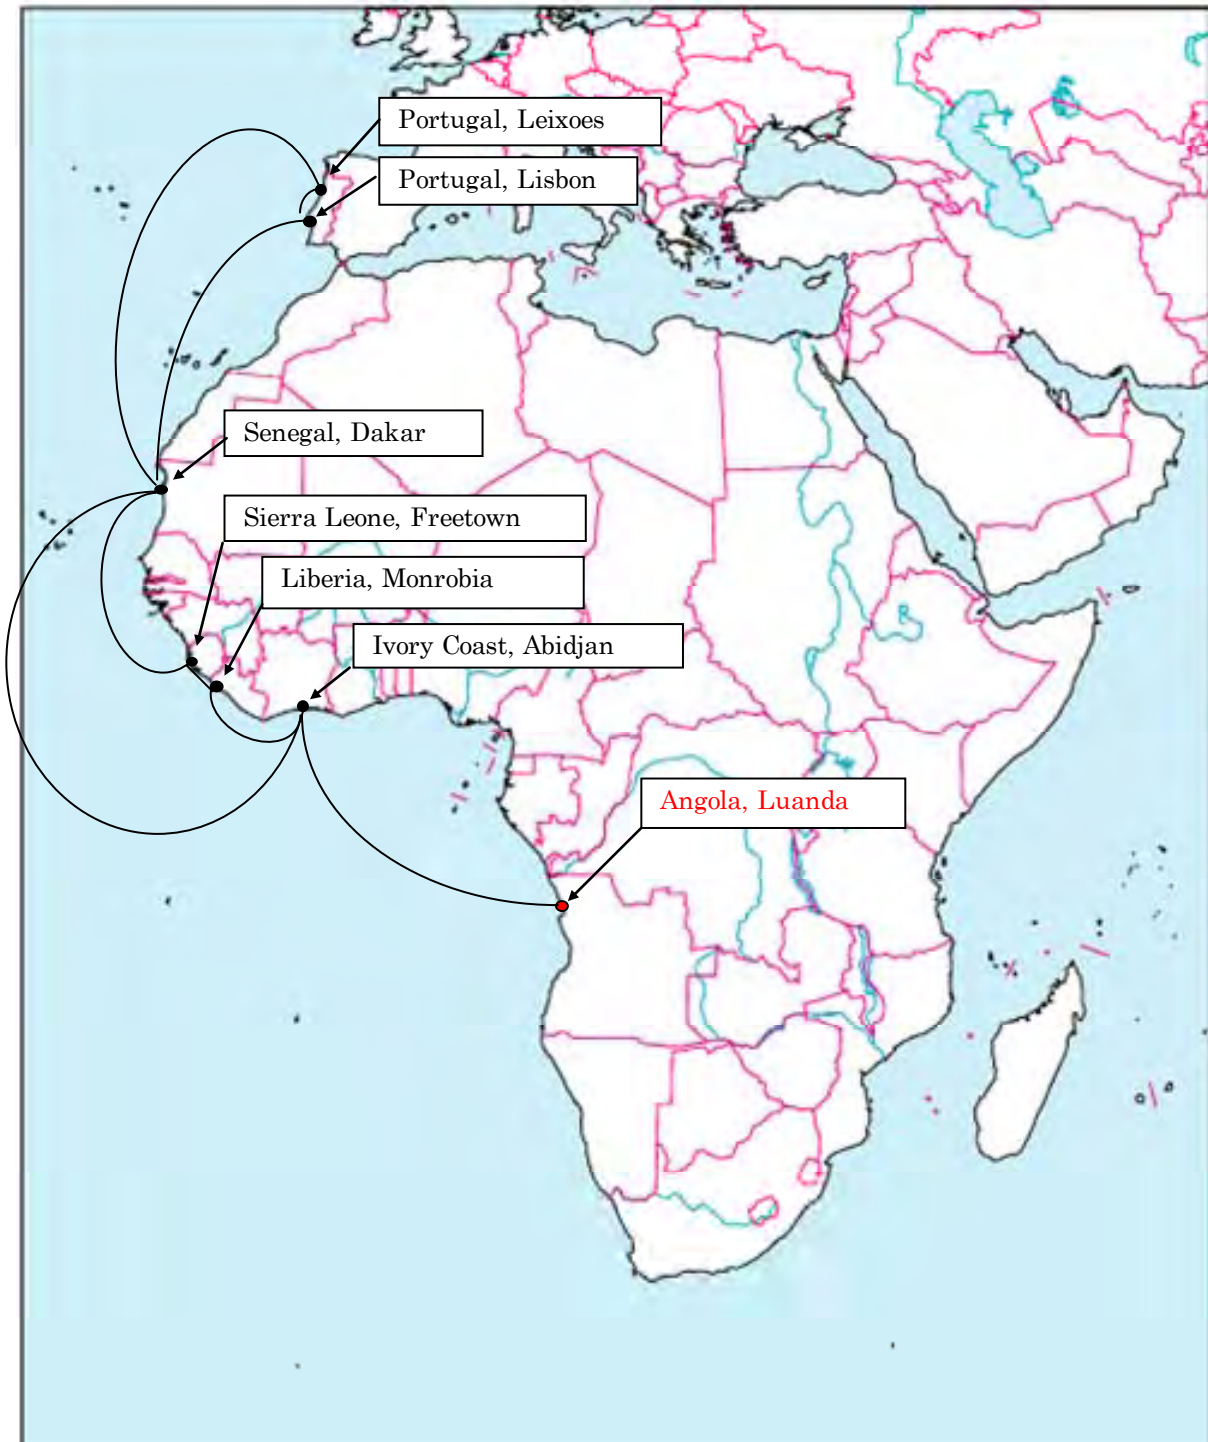 Portugal, Leixoes
Portugal, Lisbon
Senegal, Dakar
Sierra Leone, Freetown
Liberia, Monrobia
Ivory Coast, Abidjan
Angola, Luanda